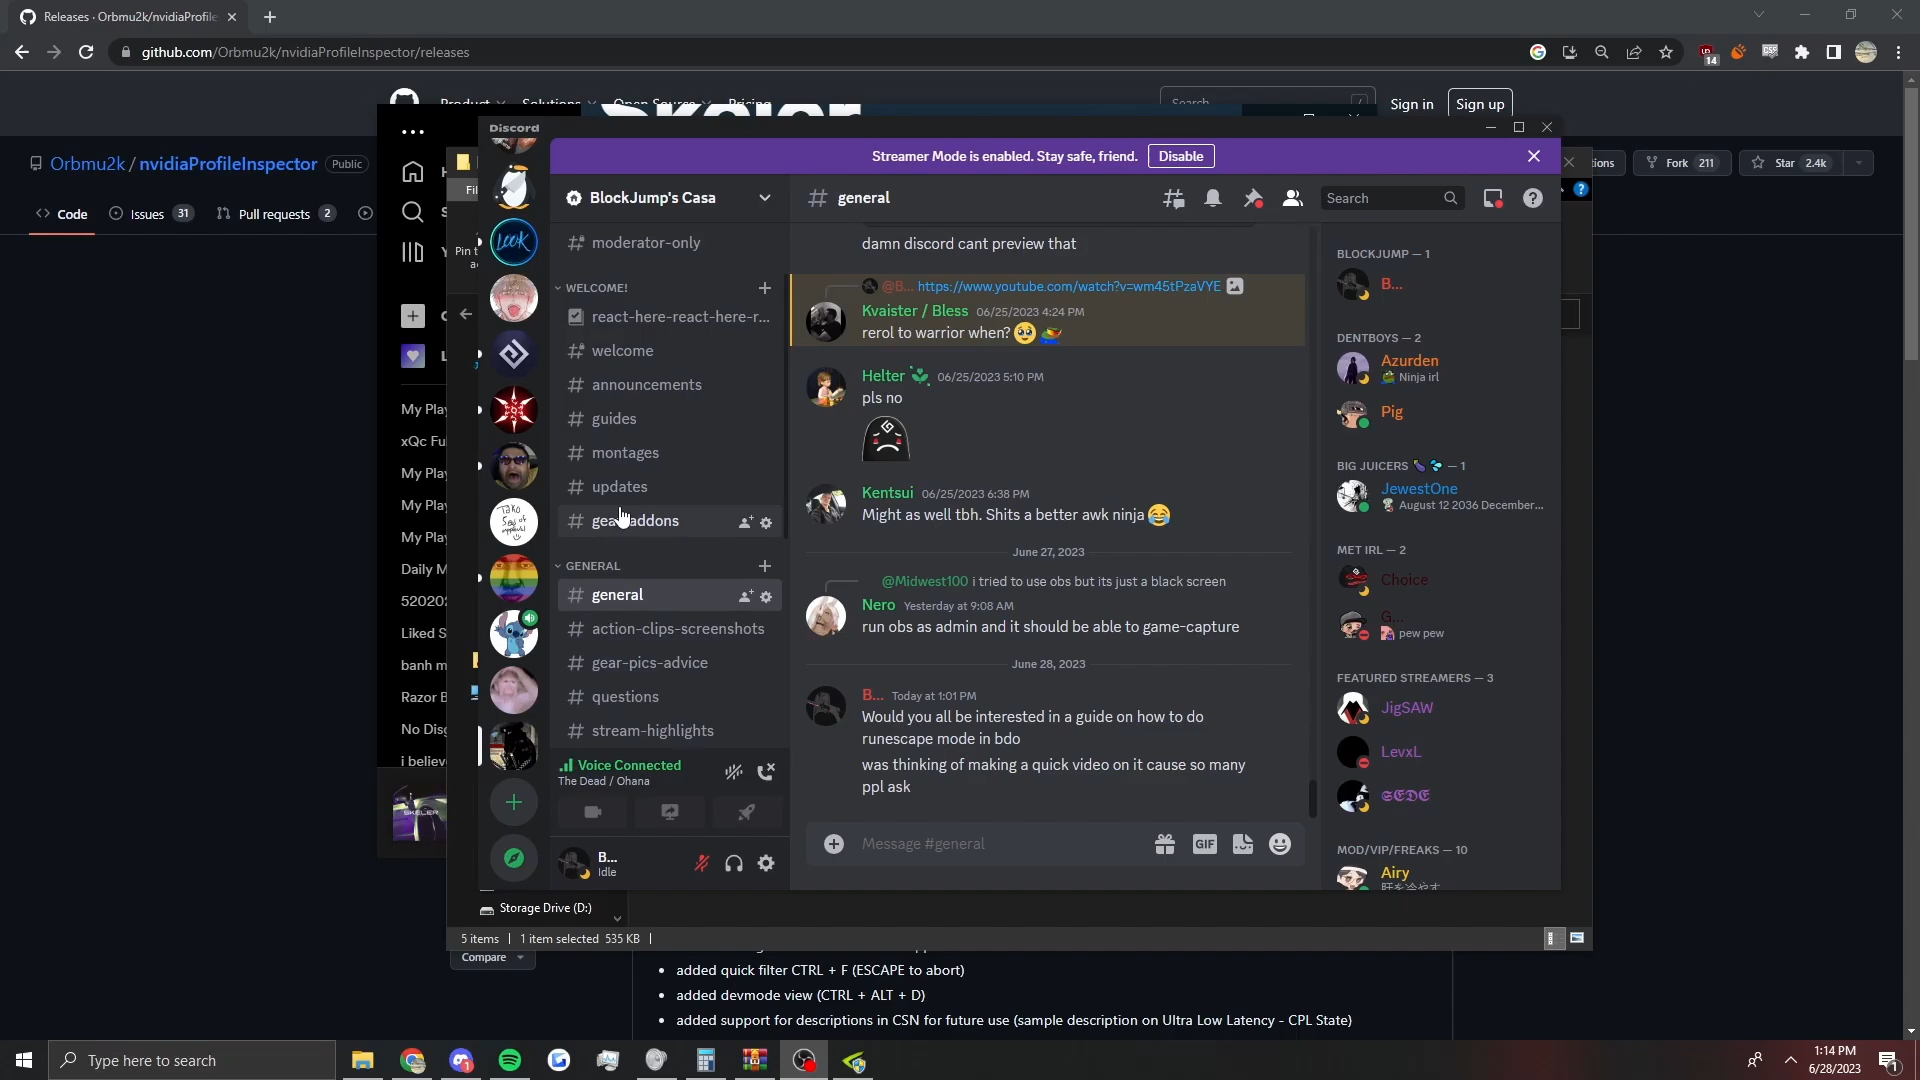 Releases · Orbmu2k/nvidiaProfile
github.com/Orbmu2k/nvidiaProfileInspector/releases
14
Product
Solutions
Open Source
Pricing
Search
/
Sign in
Sign up
Skeler
Discord
Orbmu2k / nvidiaProfileInspector
Public
Fork 211
Star 2.4k
Code
Issues 31
Pull requests 2
Streamer Mode is enabled. Stay safe, friend.
Disable
BlockJump's Casa
moderator-only
WELCOME!
react-here-react-here-r...
welcome
announcements
guides
montages
updates
GENERAL
general
action-clips-screenshots
gear-pics-advice
questions
stream-highlights
Voice Connected
The Dead / Ohana
B...
Idle
# general
Search
damn discord cant preview that
@B... https://www.youtube.com/watch?v=wm45tPzaVYE
Kvaister / Bless 06/25/2023 4:24 PM
rerol to warrior when? 🥺
Helter 06/25/2023 5:10 PM
pls no
Kentsui 06/25/2023 6:38 PM
Might as well tbh. Shits a better awk ninja 😂
June 27, 2023
@Midwest100 i tried to use obs but its just a black screen
Nero Yesterday at 9:08 AM
run obs as admin and it should be able to game-capture
June 28, 2023
B... Today at 1:01 PM
Would you all be interested in a guide on how to do
runescape mode in bdo
was thinking of making a quick video on it cause so many
ppl ask
Message #general
GIF
BLOCKJUMP — 1
B...
DENTBOYS — 2
Azurden
Ninja irl
Pig
BIG JUICERS 🍆💦 — 1
JewestOne
August 12 2036 December...
MET IRL — 2
Choice
G...
pew pew
FEATURED STREAMERS — 3
JigSAW
LevxL
𝕾𝕰𝕯𝕰
MOD/VIP/FREAKS — 10
Airy
My Play
xQc Fu
My Play
My Play
My Play
Daily M
52020
Liked S
banh m
Razor B
No Disc
i believ
SKELER
Storage Drive (D:)
5 items
1 item selected 535 KB
Compare
added quick filter CTRL + F (ESCAPE to abort)
added devmode view (CTRL + ALT + D)
added support for descriptions in CSN for future use (sample description on Ultra Low Latency - CPL State)
Type here to search
1:14 PM
6/28/2023